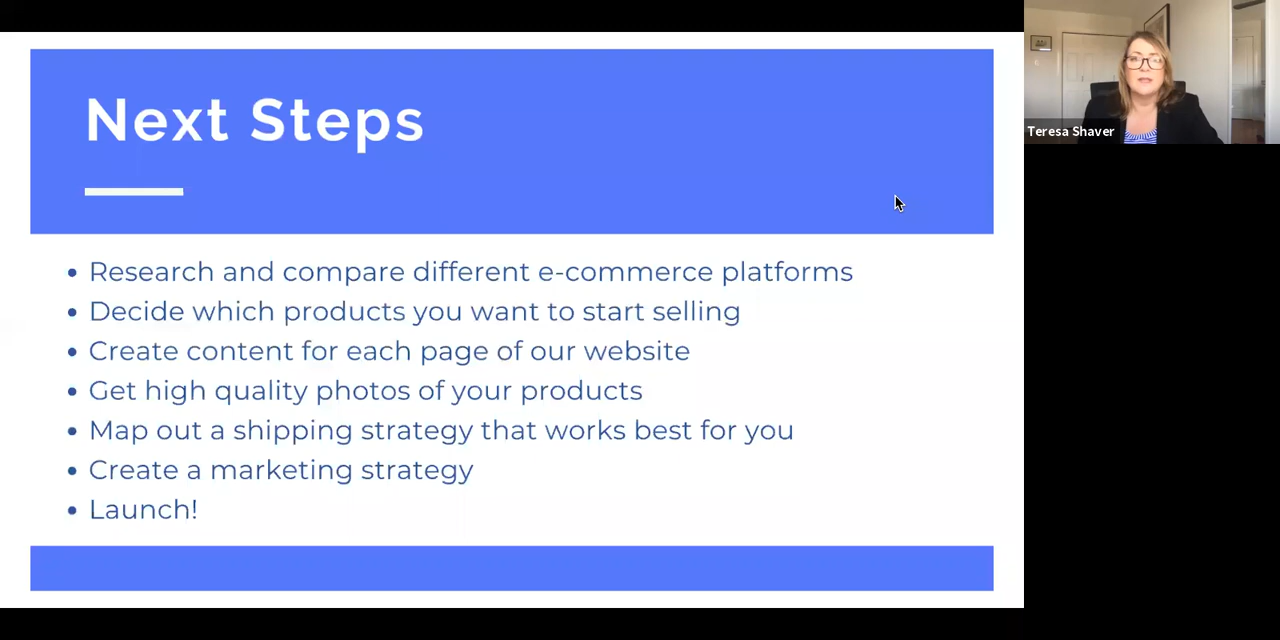 Next Steps
Research and compare different e-commerce platforms
Decide which products you want to start selling
Create content for each page of our website
Get high quality photos of your products
Map out a shipping strategy that works best for you
Create a marketing strategy
Launch!
Teresa Shaver